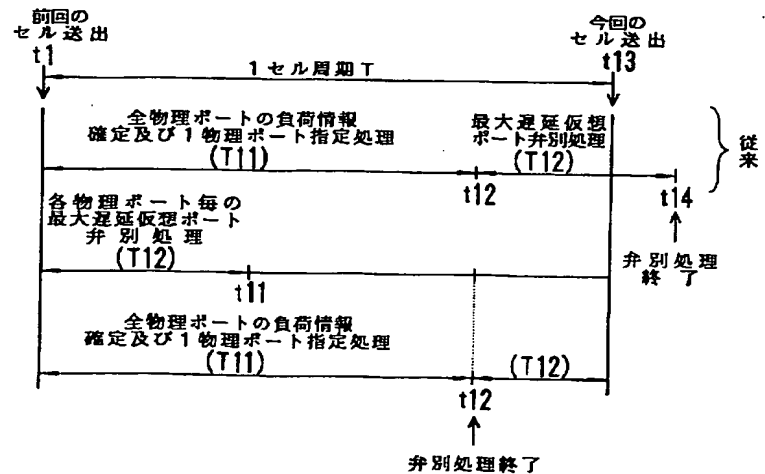 前回の
セル送出
t1
今回の
セル送出
t13
1セル周期T
全物理ポートの負荷情報
確定及び1物理ポート指定処理
(T11)
最大遅延仮想
ポート弁別処理
(T12)
従来
t12
t14
弁別処理
終了
各物理ポート毎の
最大遅延仮想ポート
弁別処理
(T12)
t11
全物理ポートの負荷情報
確定及び1物理ポート指定処理
(T11)
(T12)
t12
弁別処理終了